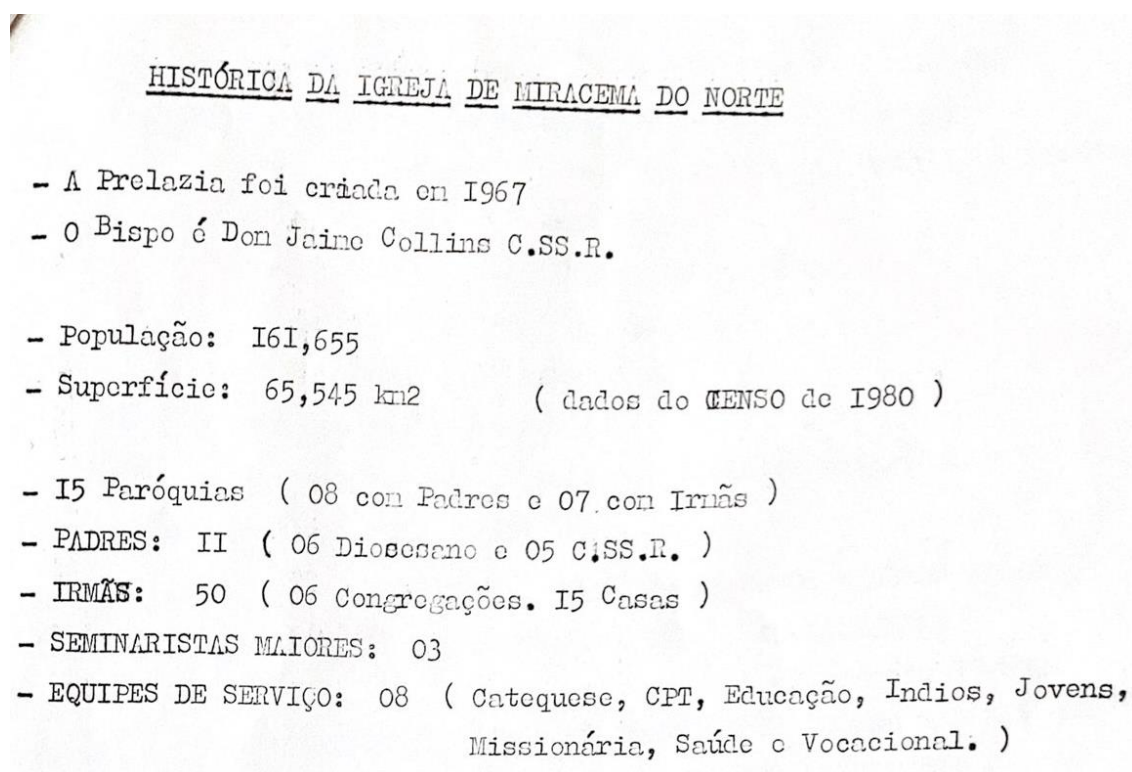 HISTÓRICA DA IGREJA DE MIRACEMA DO NORTE
- A Prelazia foi criada em I967
- O Bispo é Dom Jaime Collins C.SS.R.
- População: I6I,655
- Superfície: 65,545 km2 ( dados do CENSO de I980 )
- I5 Paróquias ( 08 com Padres e 07 com Irmãs )
- PADRES: II ( 06 Diosesano e 05 C.SS.R. )
- IRMÃS: 50 ( 06 Congregações. I5 Casas )
- SEMINARISTAS MAIORES: 03
- EQUIPES DE SERVIÇO: 08 ( Catequese, CPT, Educação, Indios, Jovens,
Missionária, Saúde e Vocacional. )